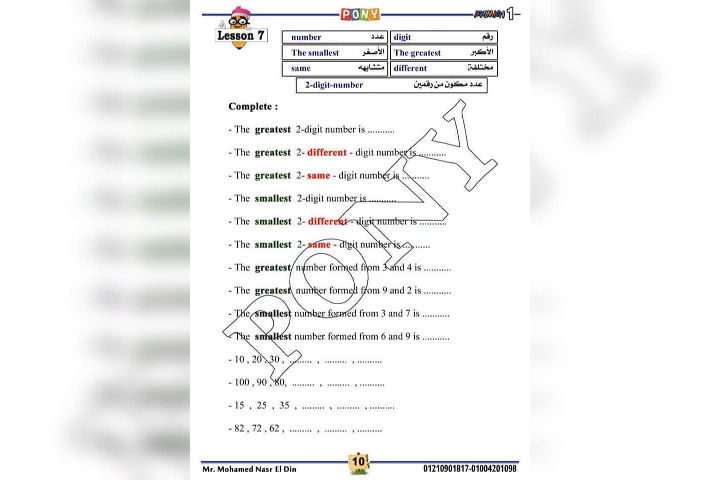 PONY
1
Lesson 7
number عدد digit رقم
The smallest الأصغر The greatest الأكبر
same متشابهه different مختلفة
2-digit-number عدد مكون من رقمين
Complete :
- The greatest 2-digit number is ...........
- The greatest 2- different - digit number is ...........
- The greatest 2- same - digit number is ...........
- The smallest 2-digit number is ...........
- The smallest 2- different - digit number is ...........
- The smallest 2- same - digit number is ...........
- The greatest number formed from 3 and 4 is ...........
- The greatest number formed from 9 and 2 is ...........
- The smallest number formed from 3 and 7 is ...........
- The smallest number formed from 6 and 9 is ...........
- 10 , 20 , 30 , ......... , ......... , ..........
- 100 , 90 , 80, ......... , ......... , ..........
- 15 , 25 , 35 , ......... , ......... , ..........
- 82 , 72 , 62 , ......... , ......... , ..........
PONY
Mr. Mohamed Nasr El Din 10 01210901817-01004201098